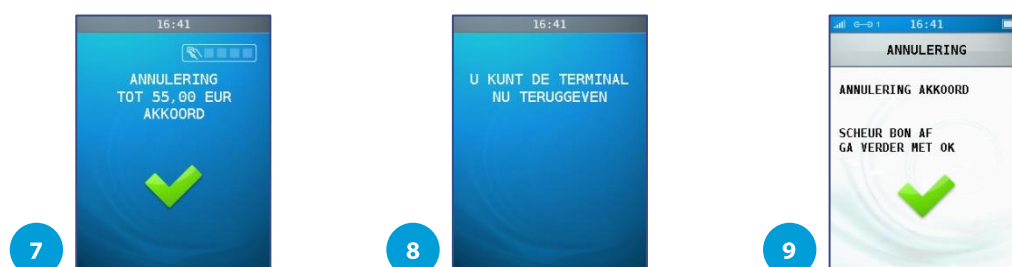 16:41
ANNULERING
TOT 55,00 EUR
AKKOORD
7
16:41
U KUNT DE TERMINAL
NU TERUGGEVEN
8
1 16:41
ANNULERING
ANNULERING AKKOORD
SCHEUR BON AF
GA VERDER MET OK
9